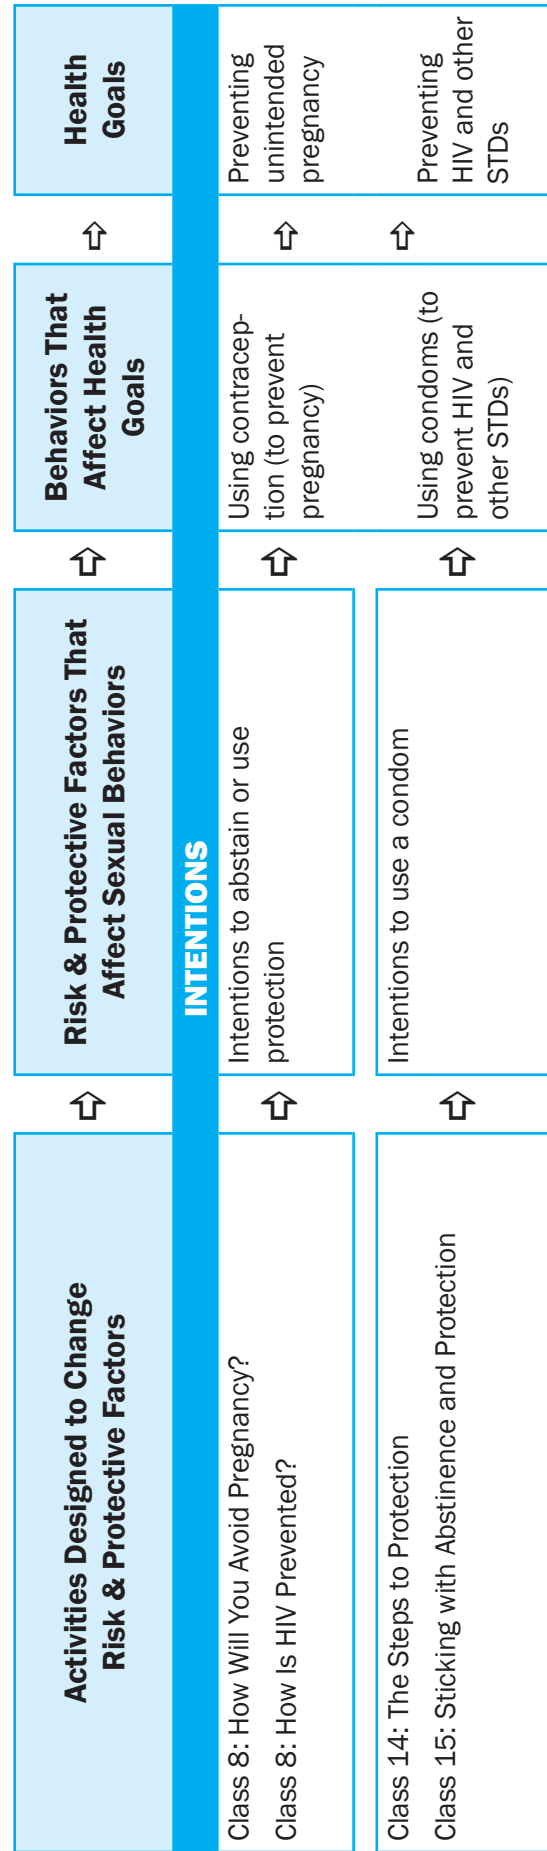 Activities Designed to Change
Risk & Protective Factors
Risk & Protective Factors That
Affect Sexual Behaviors
Behaviors That
Affect Health
Goals
Health
Goals
INTENTIONS
Class 8: How Will You Avoid Pregnancy?
Class 8: How Is HIV Prevented?
Intentions to abstain or use
protection
Using contracep-
tion (to prevent
pregnancy)
Preventing
unintended
pregnancy
Class 14: The Steps to Protection
Class 15: Sticking with Abstinence and Protection
Intentions to use a condom
Using condoms (to
prevent HIV and
other STDs)
Preventing
HIV and other
STDs